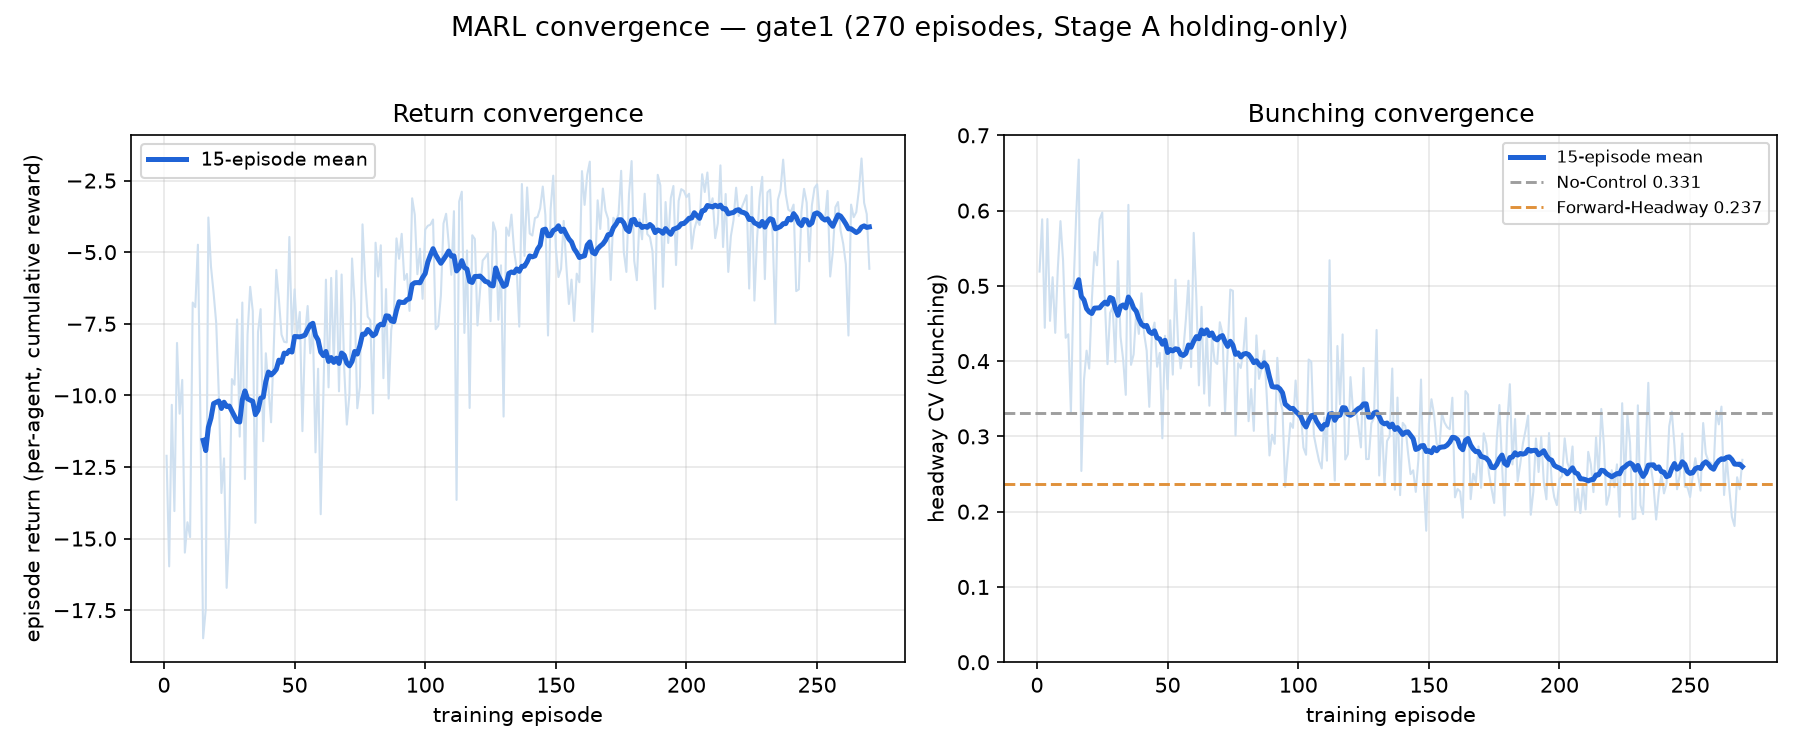 MARL convergence — gate1 (270 episodes, Stage A holding-only)
Return convergence
15-episode mean
episode return (per-agent, cumulative reward)
−2.5
−5.0
−7.5
−10.0
−12.5
−15.0
−17.5
0 50 100 150 200 250
training episode
Bunching convergence
15-episode mean
No-Control 0.331
Forward-Headway 0.237
headway CV (bunching)
0.7
0.6
0.5
0.4
0.3
0.2
0.1
0.0
0 50 100 150 200 250
training episode